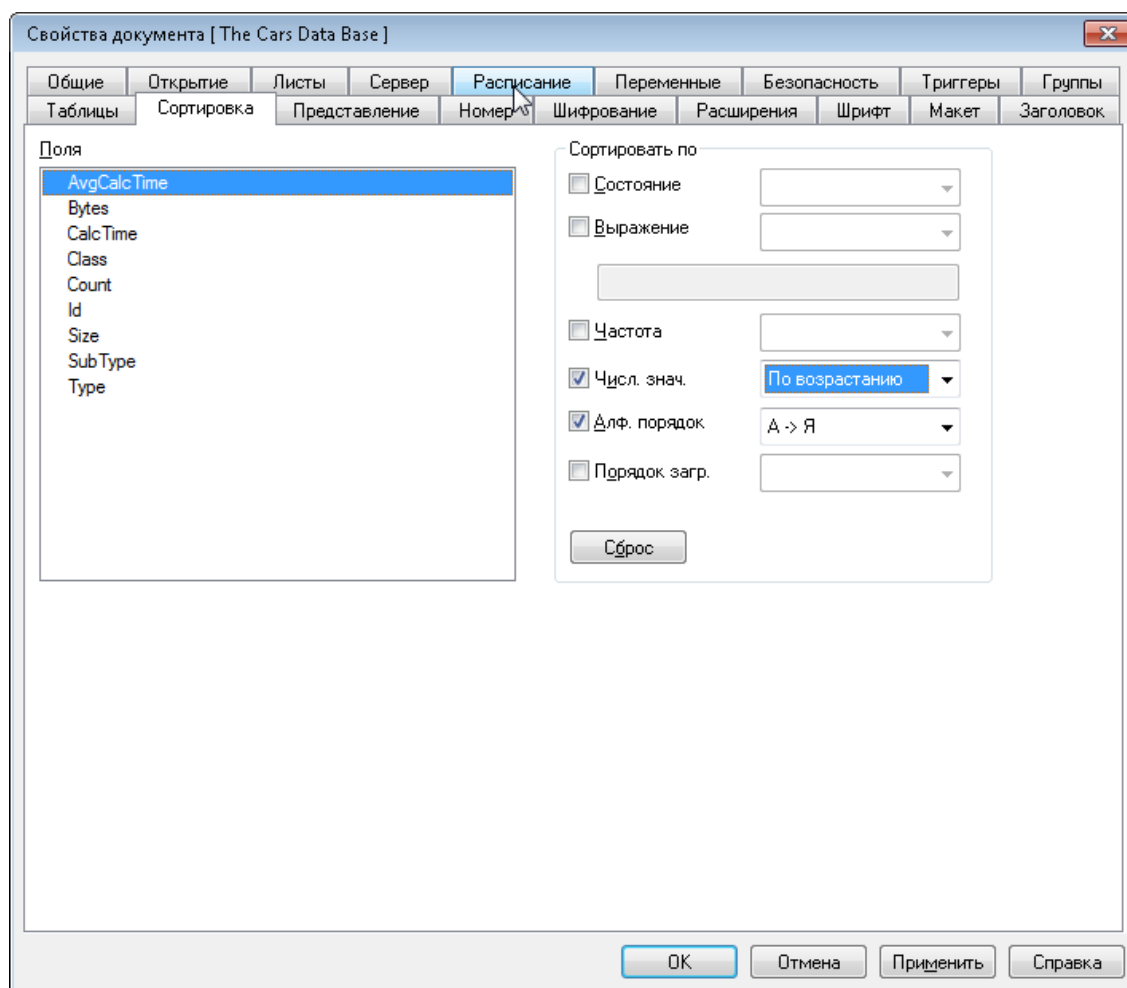 Свойства документа [ The Cars Data Base ]
Общие Открытие Листы Сервер Расписание Переменные Безопасность Триггеры Группы
Таблицы Сортировка Представление Номер Шифрование Расширения Шрифт Макет Заголовок
Поля
AvgCalcTime
Bytes
CalcTime
Class
Count
Id
Size
SubType
Type
Сортировать по
Состояние
Выражение
Частота
Числ. знач. По возрастанию
Алф. порядок А -> Я
Порядок загр.
Сброс
OK Отмена Применить Справка